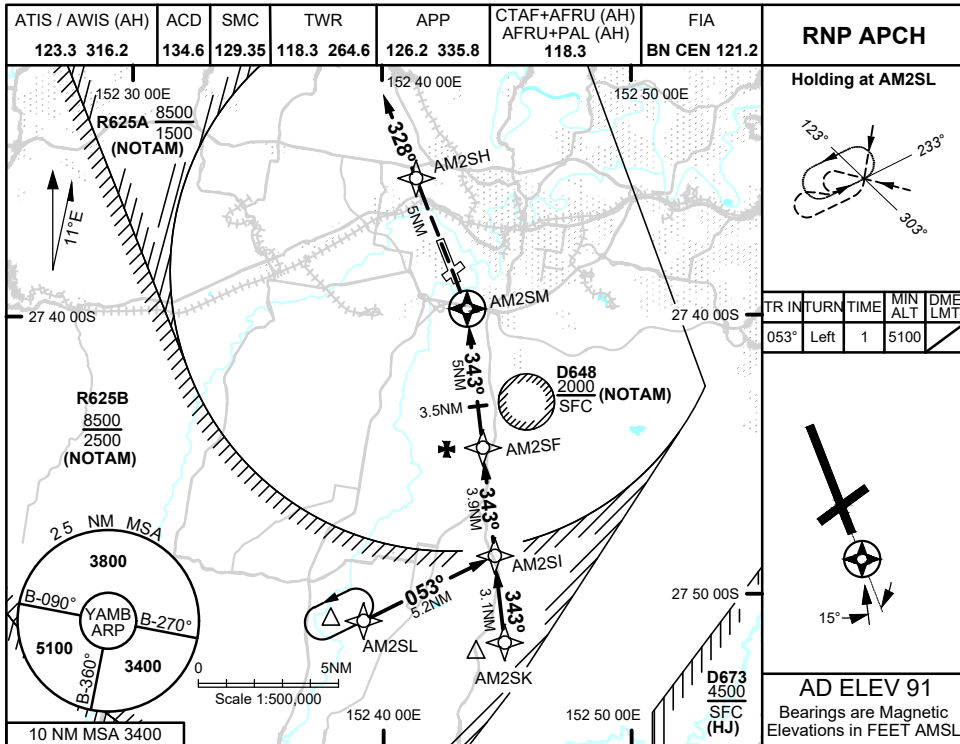 ATIS / AWIS (AH)
123.3 316.2
ACD
134.6
SMC
129.35
TWR
118.3 264.6
APP
126.2 335.8
CTAF+AFRU (AH)
AFRU+PAL (AH)
118.3
FIA
BN CEN 121.2
RNP APCH
152 30 00E
152 40 00E
152 50 00E
R625A
8500
1500
(NOTAM)
328°
AM2SH
5NM
11°E
AM2SM
27 40 00S
27 40 00S
343°
5NM
D648
2000
SFC
(NOTAM)
3.5NM
R625B
8500
2500
(NOTAM)
AM2SF
343°
3.9NM
AM2SI
053°
5.2NM
343°
3.1NM
27 50 00S
AM2SL
AM2SK
25 NM MSA
3800
B-090°
B-270°
YAMB
ARP
5100
3400
B-360°
10 NM MSA 3400
0
5NM
Scale 1:500,000
152 40 00E
152 50 00E
D673
4500
SFC
(HJ)
Holding at AM2SL
123°
233°
303°
TR IN
TURN
TIME
MIN
ALT
DME
LMT
053°
Left
1
5100
15°
AD ELEV 91
Bearings are Magnetic
Elevations in FEET AMSL